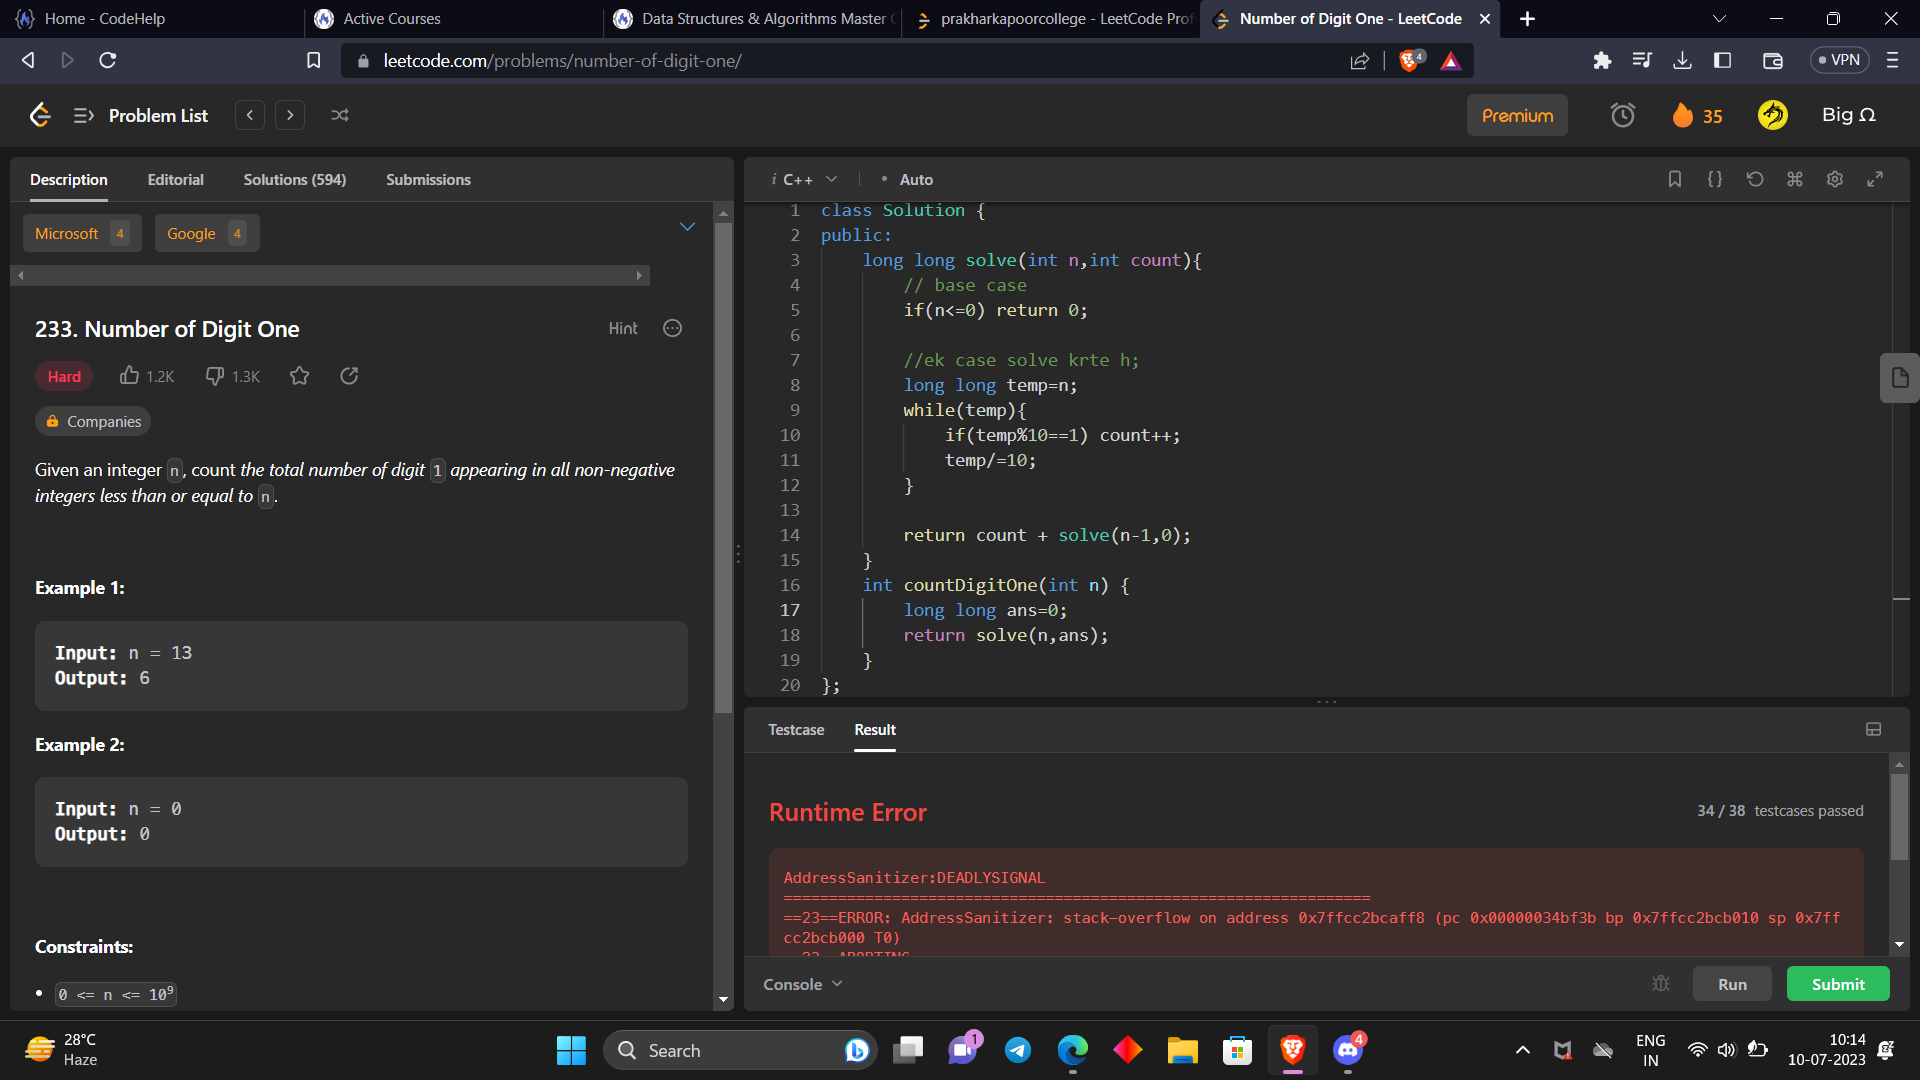 Home - CodeHelp
Active Courses
Data Structures & Algorithms Master
prakharkapoorcollege - LeetCode Prof
Number of Digit One - LeetCode
leetcode.com/problems/number-of-digit-one/
4
VPN
Problem List
Premium
35
Big Ω
Description
Editorial
Solutions (594)
Submissions
Microsoft 4
Google 4
233. Number of Digit One
Hint
Hard
1.2K
1.3K
Companies
Given an integer n, count the total number of digit 1 appearing in all non-negative
integers less than or equal to n.
Example 1:
Input: n = 13
Output: 6
Example 2:
Input: n = 0
Output: 0
Constraints:
0 <= n <= 10⁹
i C++
Auto
1 class Solution {
2 public:
3 long long solve(int n,int count){
4 // base case
5 if(n<=0) return 0;
6
7 //ek case solve krte h;
8 long long temp=n;
9 while(temp){
10 if(temp%10==1) count++;
11 temp/=10;
12 }
13
14 return count + solve(n-1,0);
15 }
16 int countDigitOne(int n) {
17 long long ans=0;
18 return solve(n,ans);
19 }
20 };
Testcase
Result
Runtime Error
34 / 38 testcases passed
AddressSanitizer:DEADLYSIGNAL
=================================================================
==23==ERROR: AddressSanitizer: stack-overflow on address 0x7ffcc2bcaff8 (pc 0x00000034bf3b bp 0x7ffcc2bcb010 sp 0x7ff
cc2bcb000 T0)
==23==ABORTING
Console
Run
Submit
28°C
Haze
Search
1
4
ENG
IN
10:14
10-07-2023